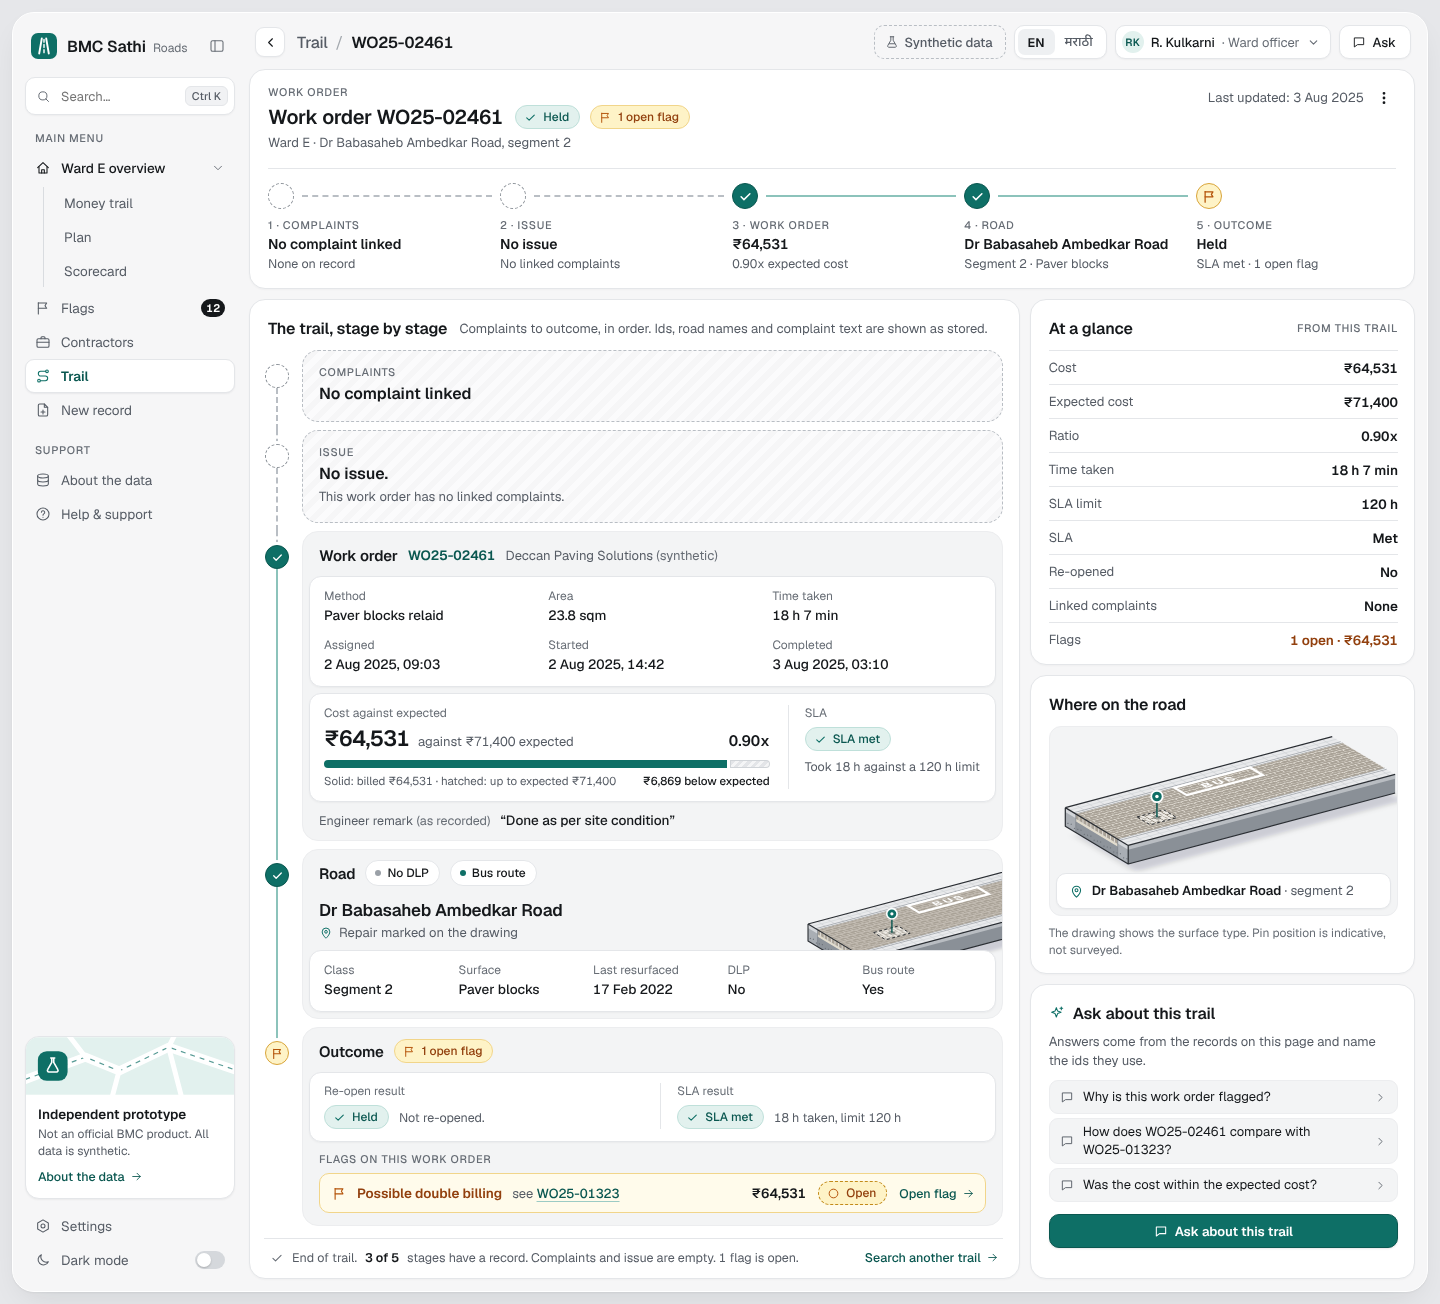 BMC Sathi Roads
Search...
Ctrl K
MAIN MENU
Ward E overview
Money trail
Plan
Scorecard
Flags
12
Contractors
Trail
New record
SUPPORT
About the data
Help & support
Independent prototype
Not an official BMC product. All
data is synthetic.
About the data →
Settings
Dark mode
Trail / WO25-02461
Synthetic data
EN
मराठी
RK R. Kulkarni · Ward officer
Ask
WORK ORDER
Work order WO25-02461
Held
1 open flag
Last updated: 3 Aug 2025
Ward E · Dr Babasaheb Ambedkar Road, segment 2
1 · COMPLAINTS
No complaint linked
None on record
2 · ISSUE
No issue
No linked complaints
3 · WORK ORDER
₹64,531
0.90x expected cost
4 · ROAD
Dr Babasaheb Ambedkar Road
Segment 2 · Paver blocks
5 · OUTCOME
Held
SLA met · 1 open flag
The trail, stage by stage
Complaints to outcome, in order. Ids, road names and complaint text are shown as stored.
COMPLAINTS
No complaint linked
ISSUE
No issue.
This work order has no linked complaints.
Work order WO25-02461 Deccan Paving Solutions (synthetic)
Method
Paver blocks relaid
Area
23.8 sqm
Time taken
18 h 7 min
Assigned
2 Aug 2025, 09:03
Started
2 Aug 2025, 14:42
Completed
3 Aug 2025, 03:10
Cost against expected
₹64,531 against ₹71,400 expected
0.90x
Solid: billed ₹64,531 · hatched: up to expected ₹71,400
₹6,869 below expected
SLA
SLA met
Took 18 h against a 120 h limit
Engineer remark (as recorded) “Done as per site condition”
Road
No DLP
Bus route
Dr Babasaheb Ambedkar Road
Repair marked on the drawing
BUS
Class
Segment 2
Surface
Paver blocks
Last resurfaced
17 Feb 2022
DLP
No
Bus route
Yes
Outcome
1 open flag
Re-open result
Held
Not re-opened.
SLA result
SLA met
18 h taken, limit 120 h
FLAGS ON THIS WORK ORDER
Possible double billing see WO25-01323
₹64,531
Open
Open flag →
End of trail. 3 of 5 stages have a record. Complaints and issue are empty. 1 flag is open.
Search another trail →
At a glance
FROM THIS TRAIL
Cost ₹64,531
Expected cost ₹71,400
Ratio 0.90x
Time taken 18 h 7 min
SLA limit 120 h
SLA Met
Re-opened No
Linked complaints None
Flags 1 open · ₹64,531
Where on the road
BUS
Dr Babasaheb Ambedkar Road · segment 2
The drawing shows the surface type. Pin position is indicative,
not surveyed.
Ask about this trail
Answers come from the records on this page and name
the ids they use.
Why is this work order flagged?
How does WO25-02461 compare with
WO25-01323?
Was the cost within the expected cost?
Ask about this trail